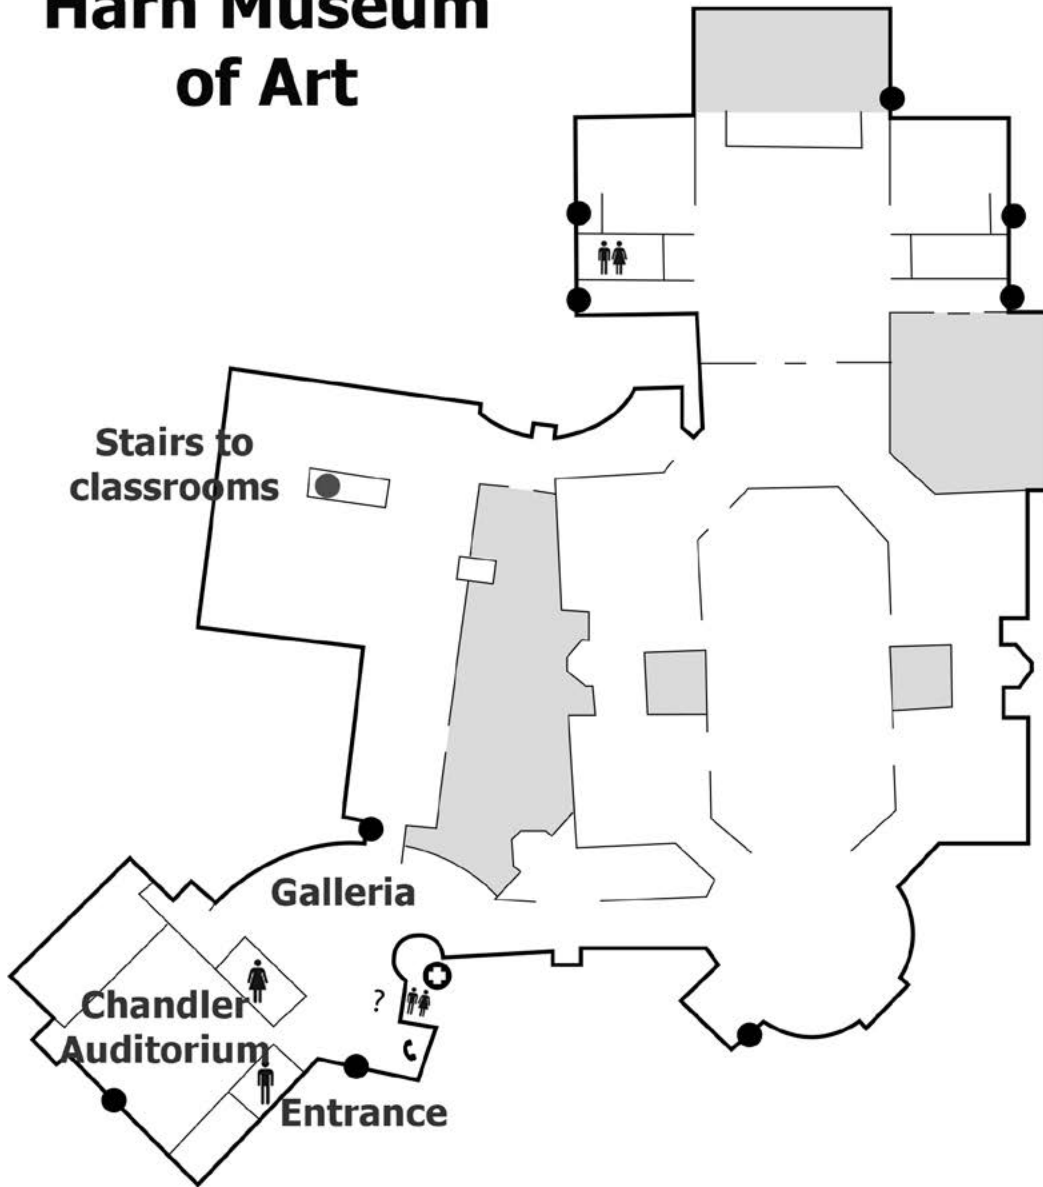 Harn Museum
of Art
Stairs to
classrooms
Galleria
?
Chandler
Auditorium
Entrance